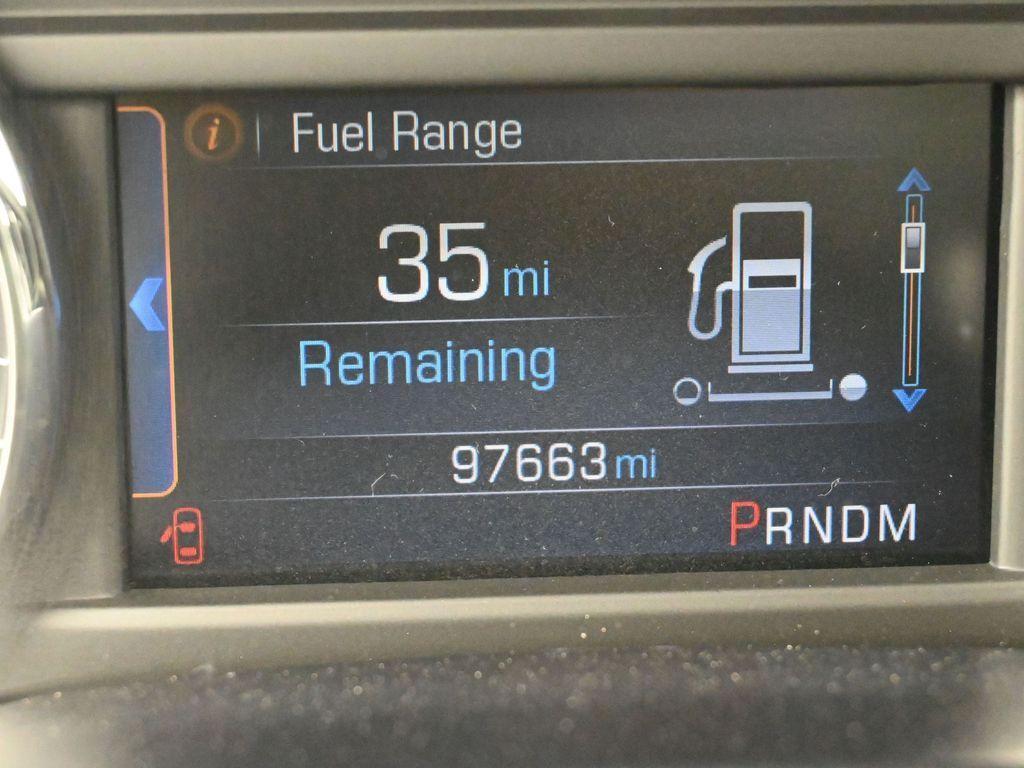 i Fuel Range
35 mi
Remaining
97663 mi
PRNDM